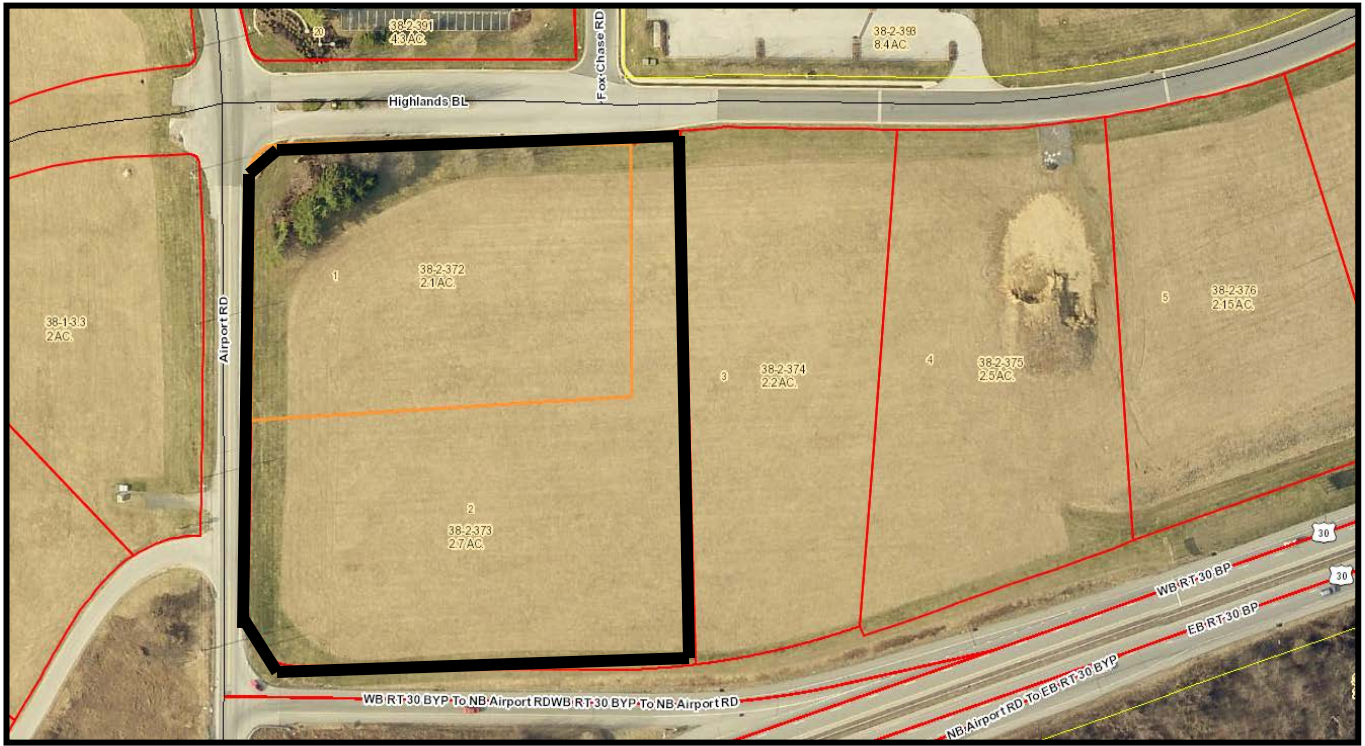 38-2-391
4.3 AC.
20
Fox Chase RD
38-2-393
8.4 AC.
Highlands BL
38-2-372
2.1 AC.
1
38-2-376
2.15 AC.
5
38-1-3.3
2 AC.
Airport RD
38-2-374
2.2 AC.
3
38-2-375
2.5 AC.
4
2
38-2-373
2.7 AC.
30
30
WB RT 30 BP
EB RT 30 BP
WB RT 30 BYP To NB Airport RDWB RT 30 BYP To NB Airport RD
NB Airport RD To EB RT 30 BYP